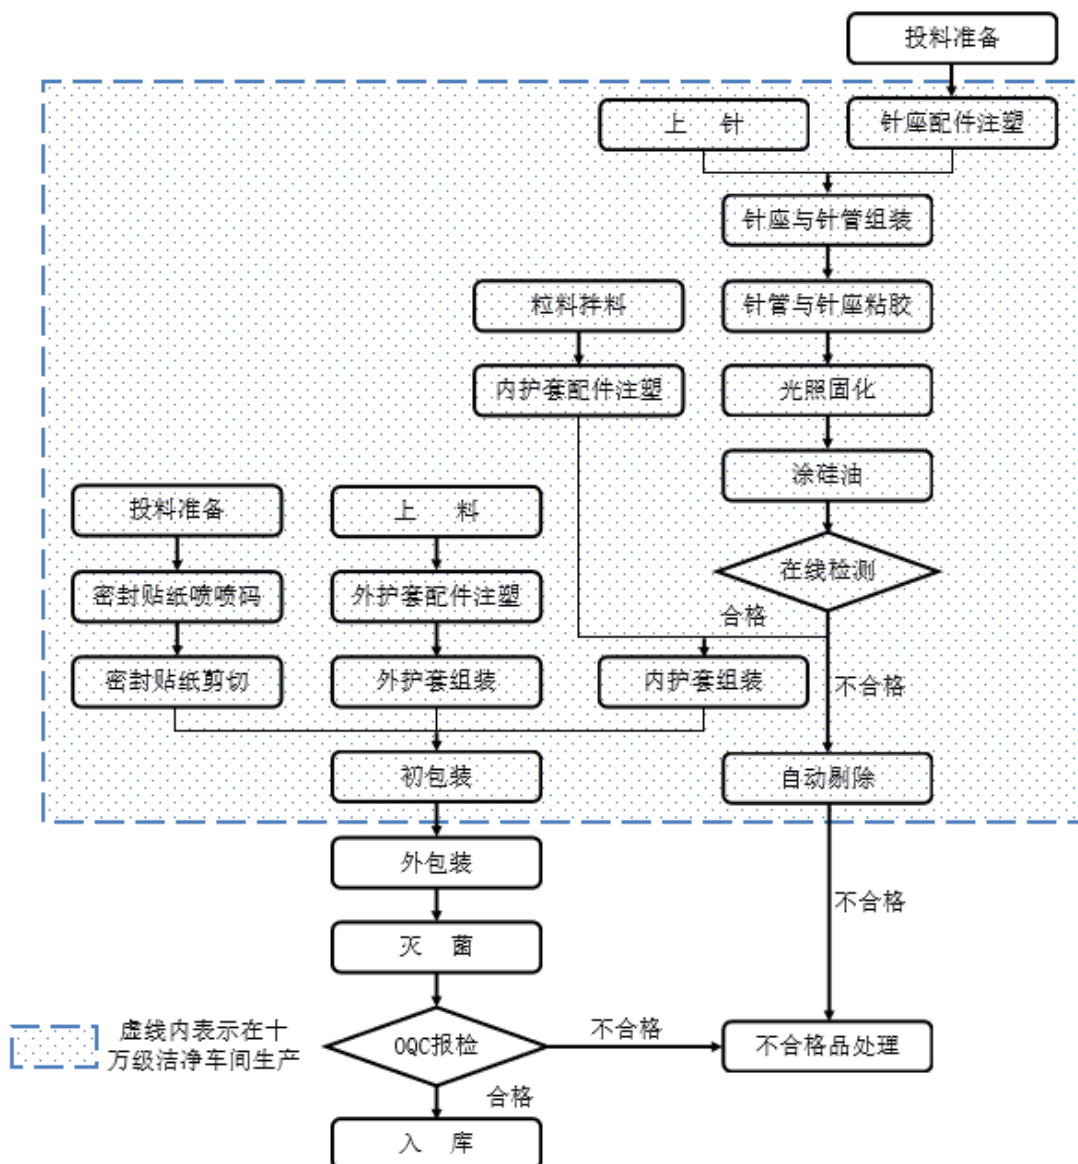 投料准备
上 针
针座配件注塑
针座与针管组装
粒料拌料
针管与针座粘胶
内护套配件注塑
光照固化
涂硅油
投料准备
上 料
在线检测
密封贴纸喷喷码
外护套配件注塑
合格
密封贴纸剪切
外护套组装
内护套组装
不合格
初包装
自动剔除
外包装
不合格
灭 菌
虚线内表示在十
万级洁净车间生产
OQC报检
不合格
不合格品处理
合格
入 库